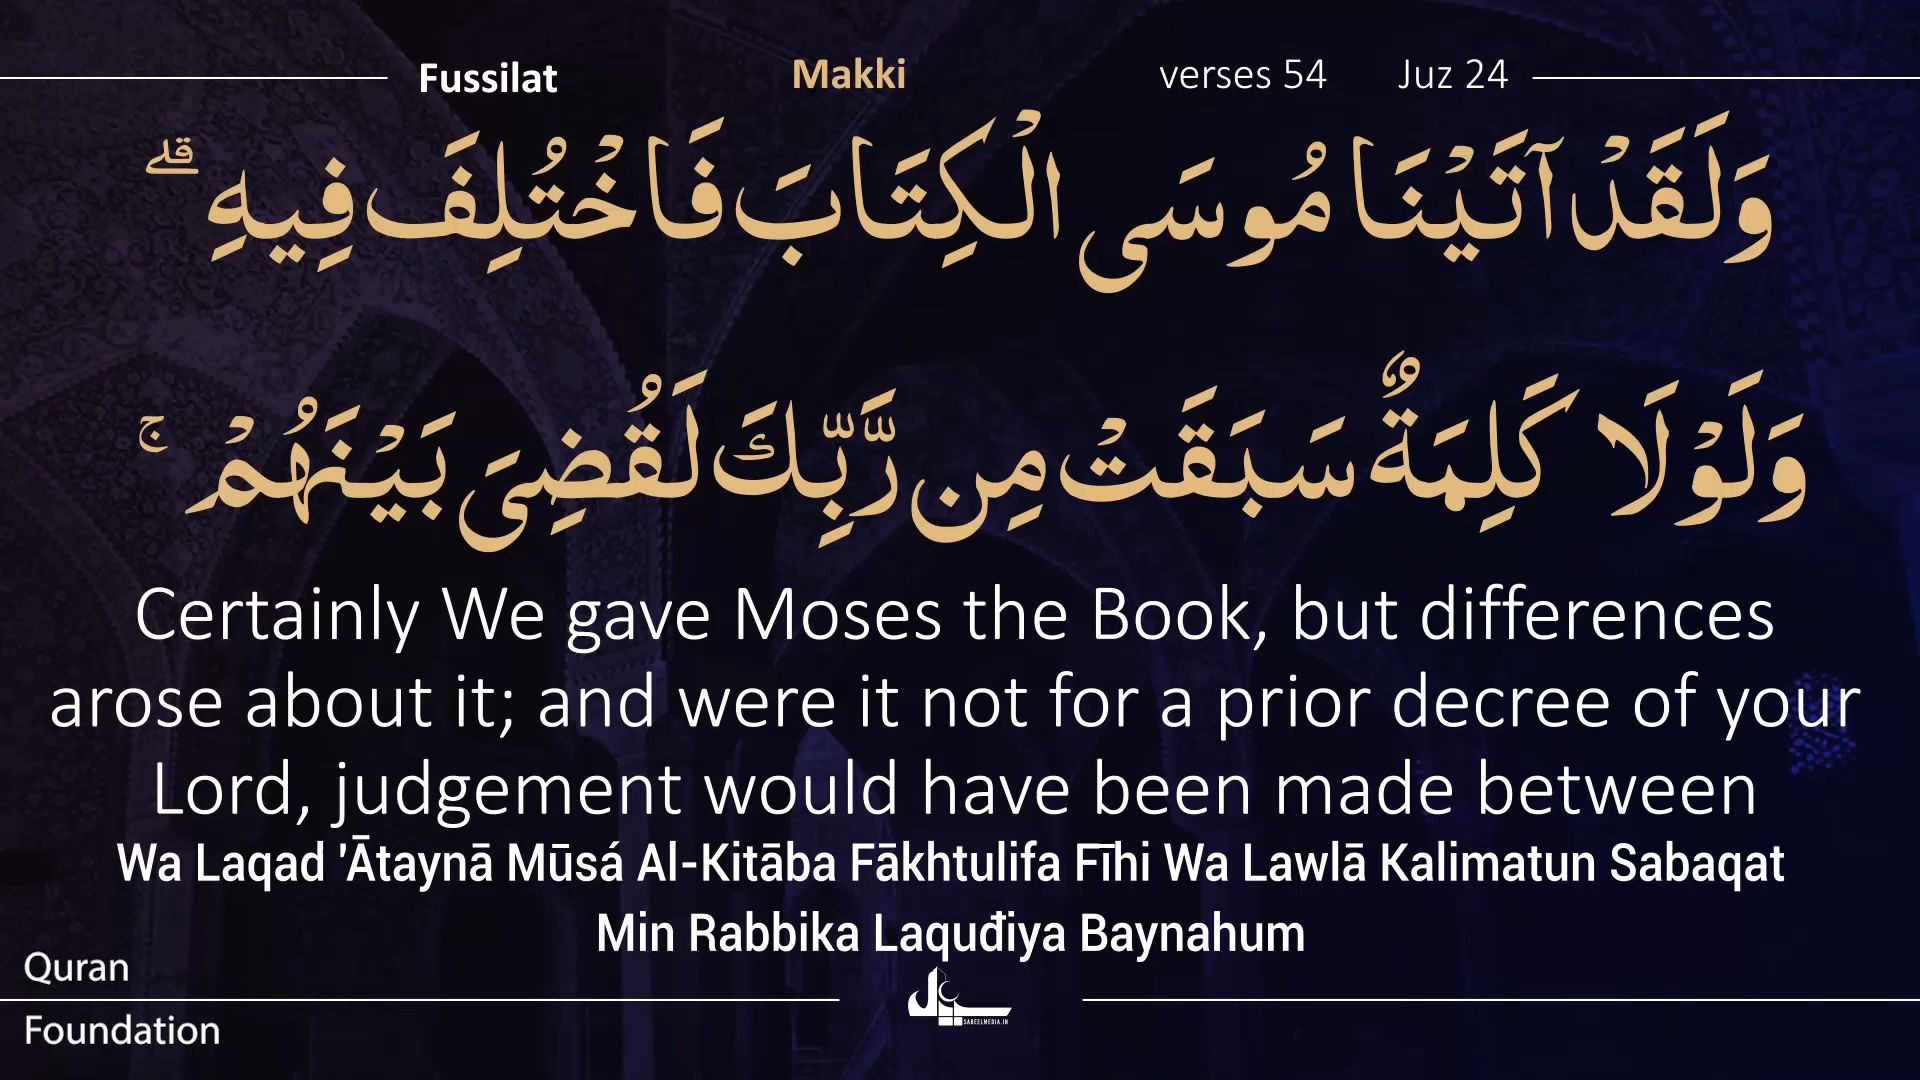 Fussilat Makki verses 54 Juz 24
وَلَقَدْ آتَيْنَا مُوسَى الْكِتَابَ فَاخْتُلِفَ فِيهِ ۗ
وَلَوْلَا كَلِمَةٌ سَبَقَتْ مِن رَّبِّكَ لَقُضِيَ بَيْنَهُمْ ۚ
Certainly We gave Moses the Book, but differences
arose about it; and were it not for a prior decree of your
Lord, judgement would have been made between
Wa Laqad 'Ātaynā Mūsá Al-Kitāba Fākhtulifa Fīhi Wa Lawlā Kalimatun Sabaqat
Min Rabbika Laquđiya Baynahum
Quran
Foundation
SABEELMEDIA.IN